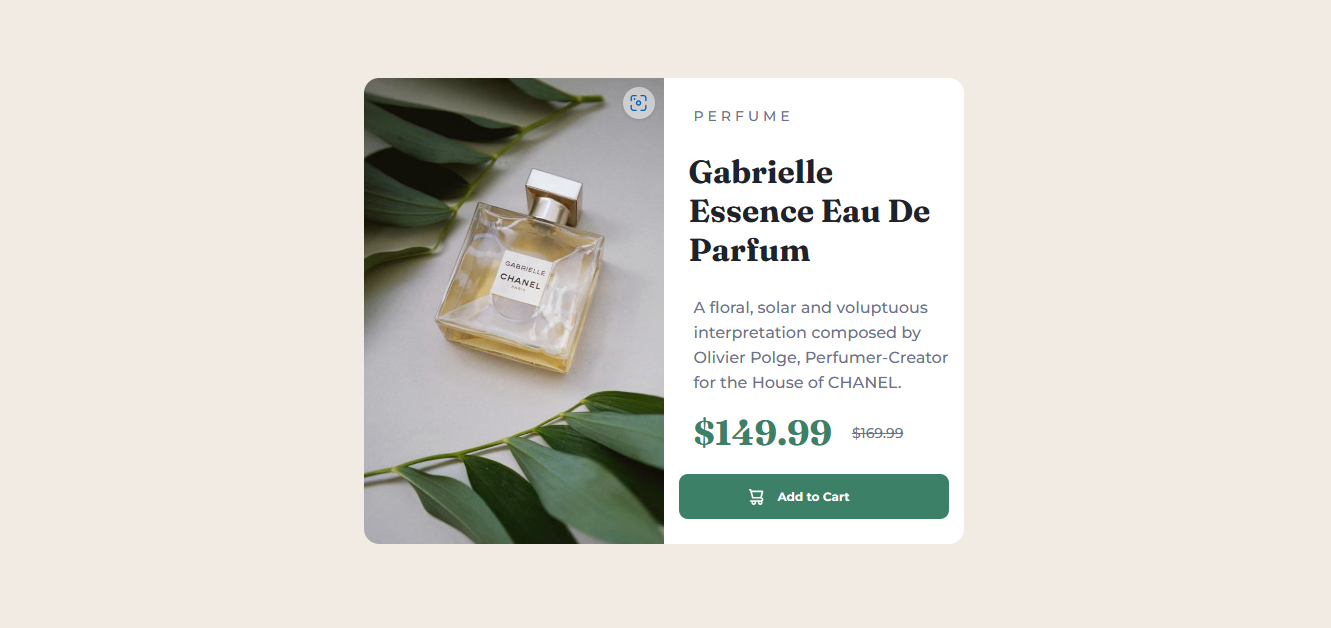 PERFUME
Gabrielle
Essence Eau De
Parfum
A floral, solar and voluptuous
interpretation composed by
Olivier Polge, Perfumer-Creator
for the House of CHANEL.
$149.99 $169.99
Add to Cart
GABRIELLE
CHANEL
PARIS